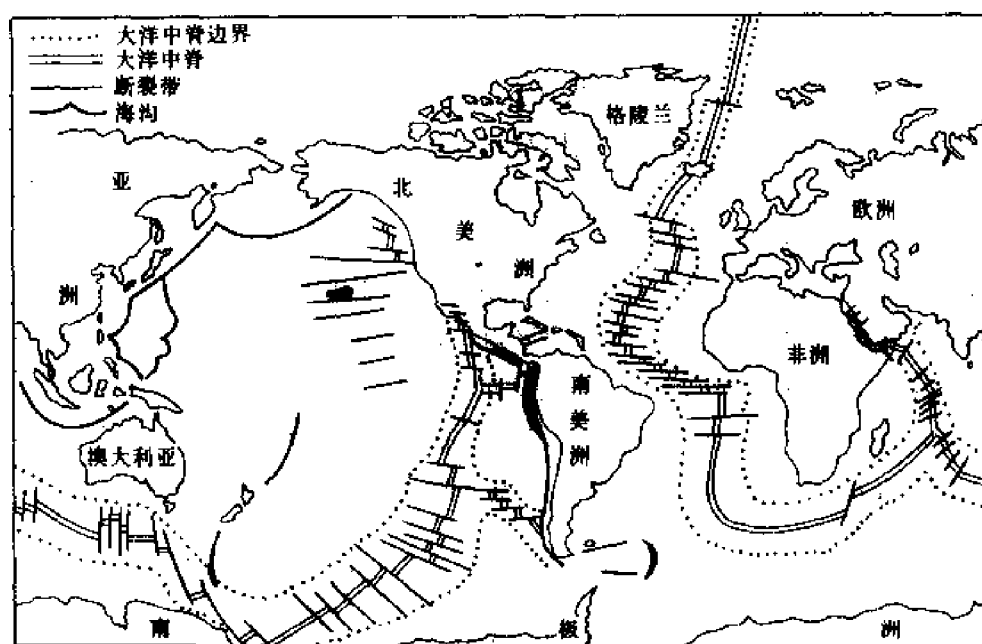 大洋中脊边界
大洋中脊
断裂带
海沟
格陵兰
亚
北
欧洲
美
洲
洲
非洲
南
美
洲
澳大利亚
南
极
洲